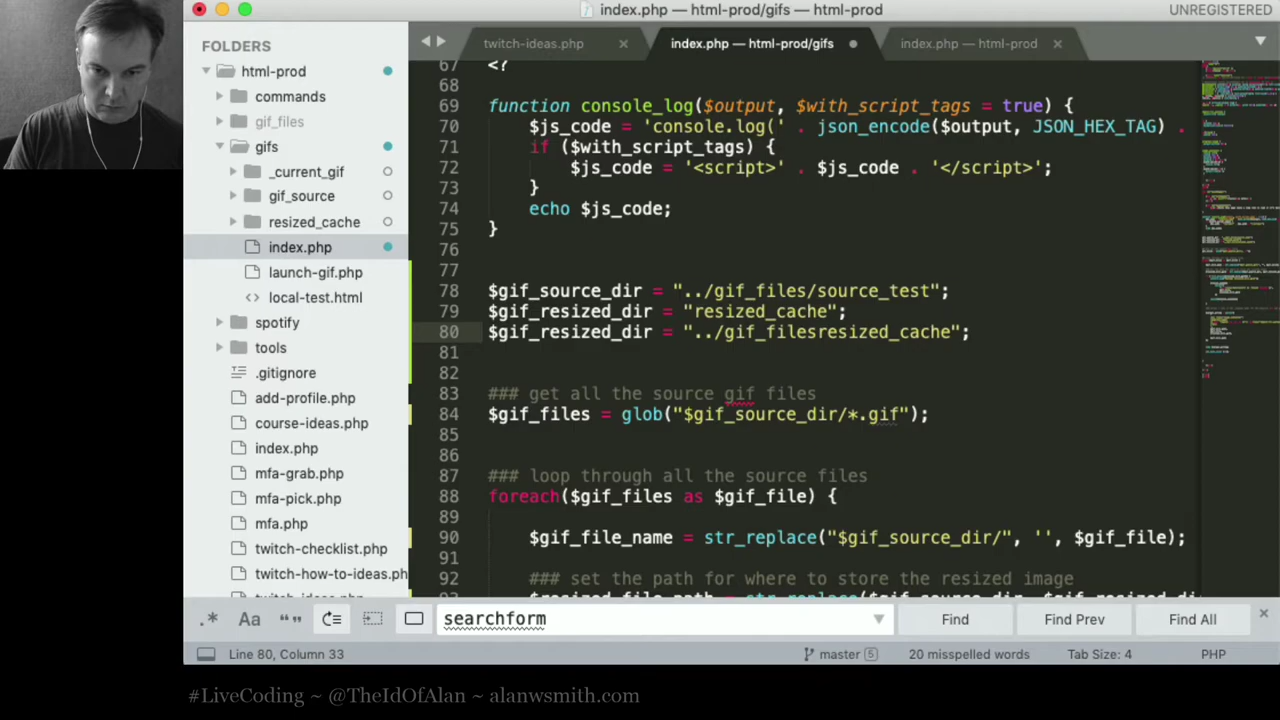 index.php — html-prod/gifs — html-prod
UNREGISTERED
FOLDERS
html-prod
commands
gif_files
gifs
_current_gif
gif_source
resized_cache
index.php
launch-gif.php
<> local-test.html
spotify
tools
.gitignore
add-profile.php
course-ideas.php
index.php
mfa-grab.php
mfa-pick.php
mfa.php
twitch-checklist.php
twitch-how-to-ideas.ph
twitch-ideas.php
index.php — html-prod/gifs
index.php — html-prod
67 <?
68
69 function console_log($output, $with_script_tags = true) {
70 $js_code = 'console.log(' . json_encode($output, JSON_HEX_TAG) .
71 if ($with_script_tags) {
72 $js_code = '<script>' . $js_code . '</script>';
73 }
74 echo $js_code;
75 }
76
77
78 $gif_source_dir = "../gif_files/source_test";
79 $gif_resized_dir = "resized_cache";
80 $gif_resized_dir = "../gif_filesresized_cache";
81
82
83 ### get all the source gif files
84 $gif_files = glob("$gif_source_dir/*.gif");
85
86
87 ### loop through all the source files
88 foreach($gif_files as $gif_file) {
89
90 $gif_file_name = str_replace("$gif_source_dir/", '', $gif_file);
91
92 ### set the path for where to store the resized image
.* Aa “” searchform Find Find Prev Find All
Line 80, Column 33 master 5 20 misspelled words Tab Size: 4 PHP
#LiveCoding ~ @TheIdOfAlan ~ alanwsmith.com